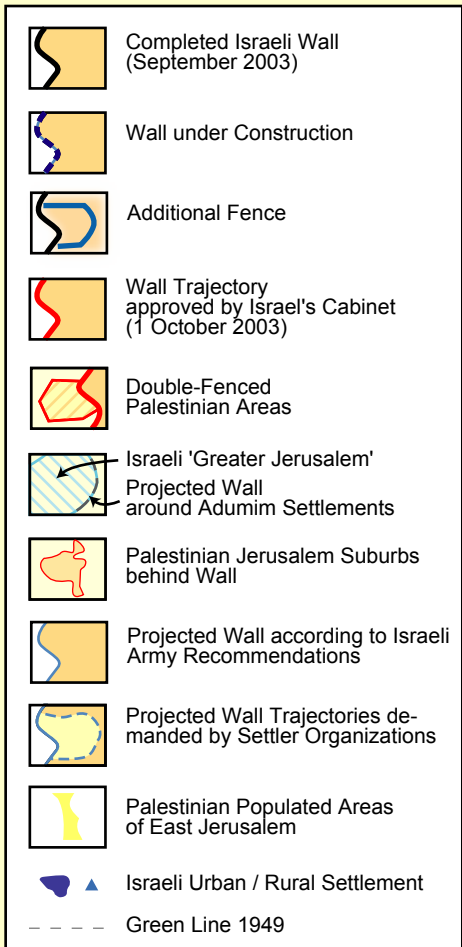 Completed Israeli Wall
(September 2003)
Wall under Construction
Additional Fence
Wall Trajectory
approved by Israel's Cabinet
(1 October 2003)
Double-Fenced
Palestinian Areas
Israeli 'Greater Jerusalem'
Projected Wall
around Adumim Settlements
Palestinian Jerusalem Suburbs
behind Wall
Projected Wall according to Israeli
Army Recommendations
Projected Wall Trajectories de-
manded by Settler Organizations
Palestinian Populated Areas
of East Jerusalem
Israeli Urban / Rural Settlement
Green Line 1949